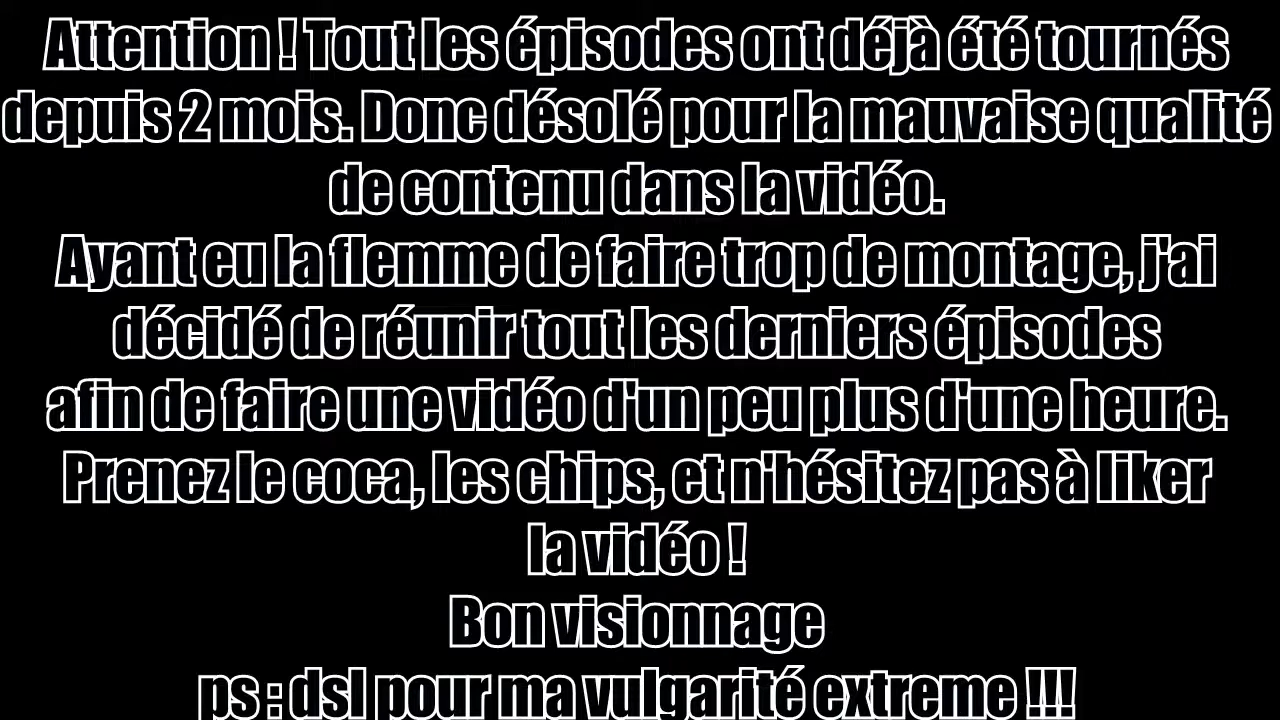 Attention ! Tout les épisodes ont déjà été tournés
depuis 2 mois. Donc désolé pour la mauvaise qualité
de contenu dans la vidéo.
Ayant eu la flemme de faire trop de montage, j'ai
décidé de réunir tout les derniers épisodes
afin de faire une vidéo d'un peu plus d'une heure.
Prenez le coca, les chips, et n'hésitez pas à liker
la vidéo !
Bon visionnage
ps : dsl pour ma vulgarité extreme !!!